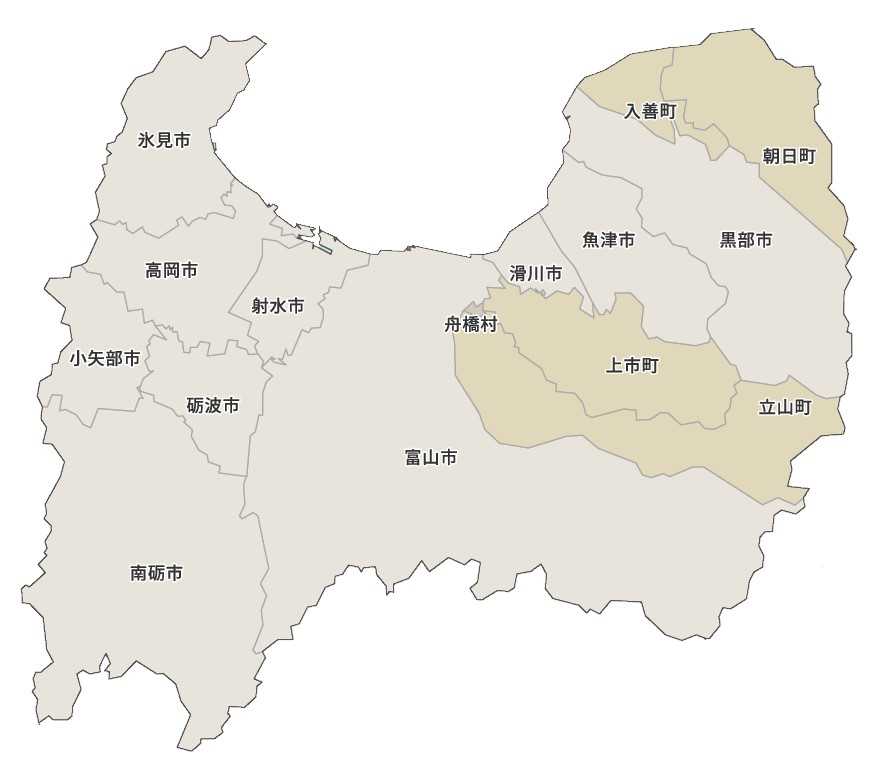 入善町
氷見市
朝日町
魚津市
黒部市
高岡市
滑川市
射水市
舟橋村
小矢部市
上市町
砺波市
立山町
富山市
南砺市